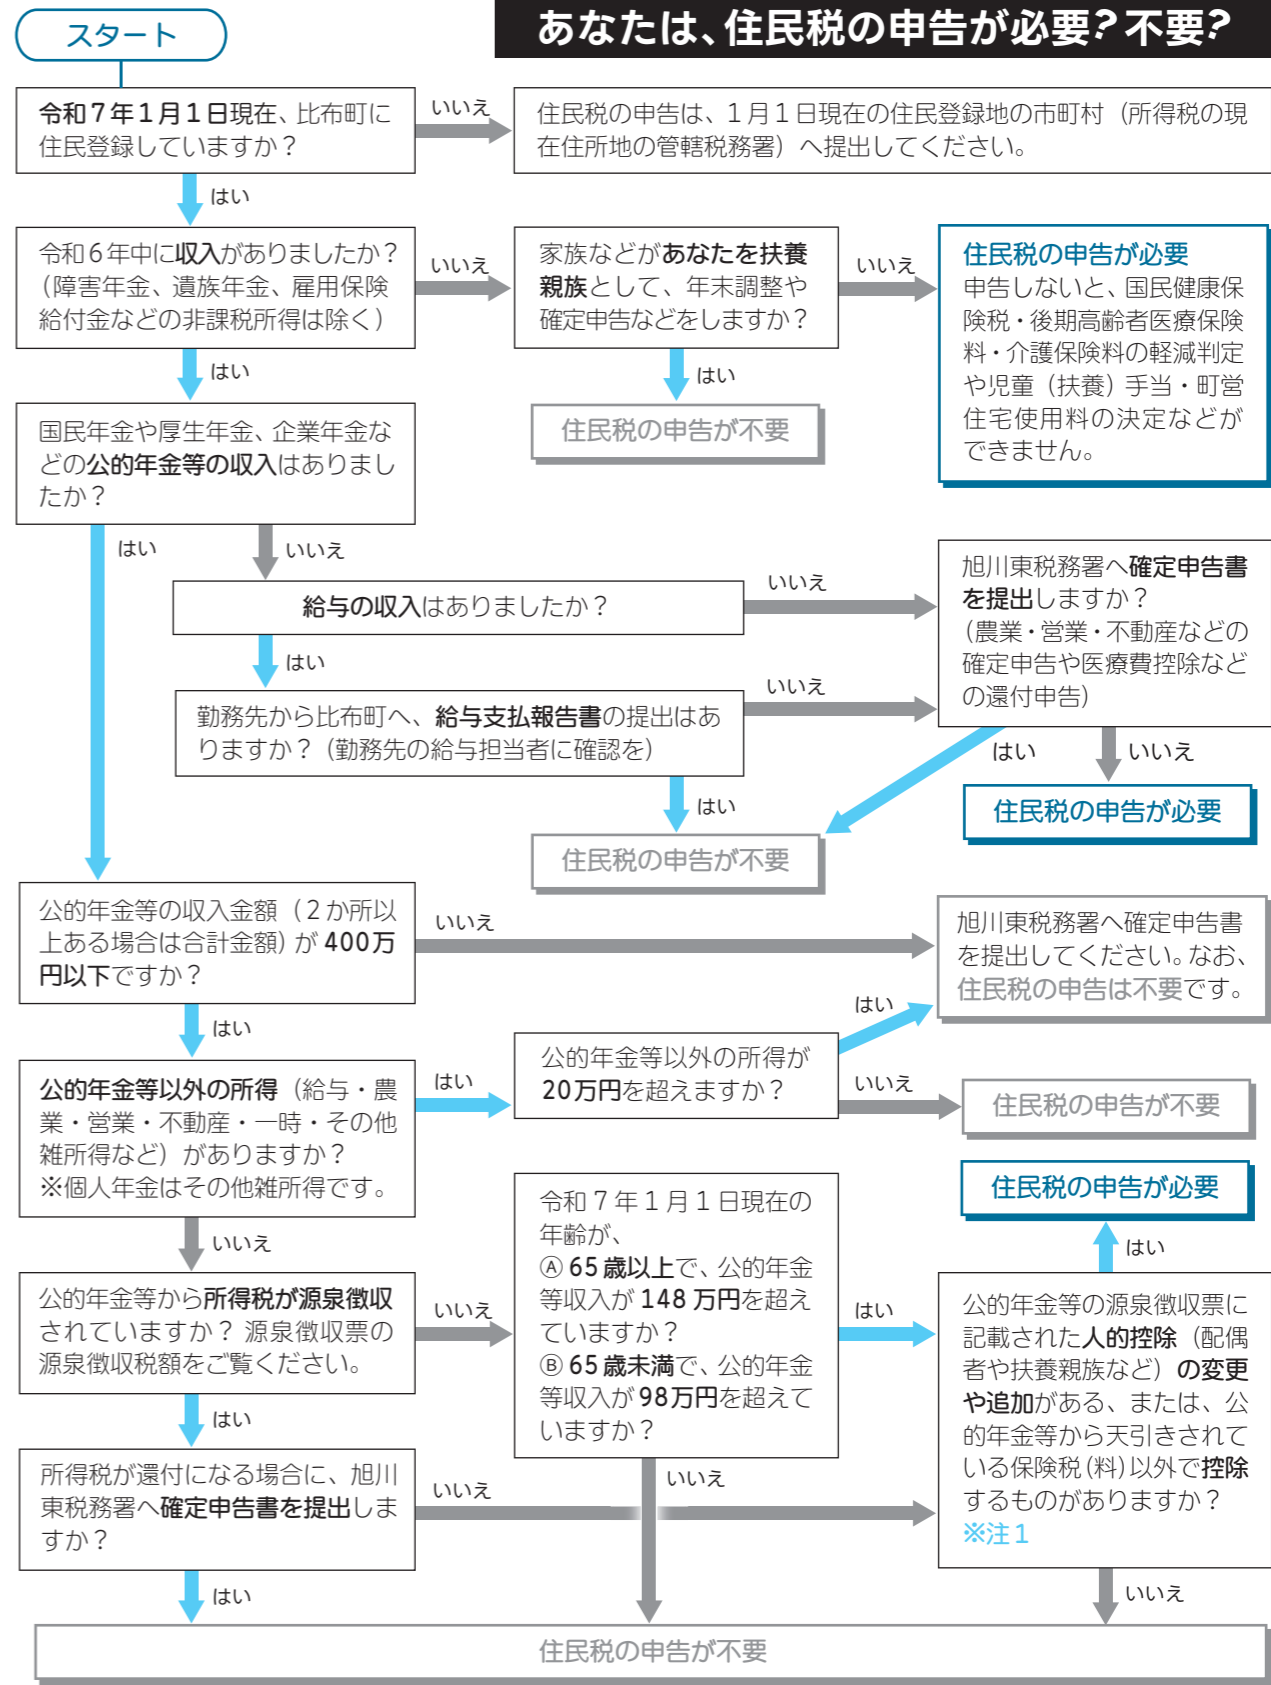 スタート
あなたは、住民税の申告が必要？不要？
令和７年１月１日現在、比布町に
住民登録していますか？
いいえ
住民税の申告は、１月１日現在の住民登録地の市町村（所得税の現
在住所地の管轄税務署）へ提出してください。
はい
令和６年中に収入がありましたか？
（障害年金、遺族年金、雇用保険
給付金などの非課税所得は除く）
いいえ
家族などがあなたを扶養
親族として、年末調整や
確定申告などをしますか？
いいえ
住民税の申告が必要
申告しないと、国民健康保
険税・後期高齢者医療保険
料・介護保険料の軽減判定
や児童（扶養）手当・町営
住宅使用料の決定などが
できません。
はい
はい
住民税の申告が不要
国民年金や厚生年金、企業年金な
どの公的年金等の収入はありまし
たか？
はい
いいえ
給与の収入はありましたか？
いいえ
旭川東税務署へ確定申告書
を提出しますか？
（農業・営業・不動産などの
確定申告や医療費控除など
の還付申告）
はい
勤務先から比布町へ、給与支払報告書の提出はあ
りますか？（勤務先の給与担当者に確認を）
いいえ
はい
いいえ
はい
住民税の申告が必要
住民税の申告が不要
公的年金等の収入金額（２か所以
上ある場合は合計金額）が400万
円以下ですか？
いいえ
旭川東税務署へ確定申告書
を提出してください。なお、
住民税の申告は不要です。
はい
公的年金等以外の所得（給与・農
業・営業・不動産・一時・その他
雑所得など）がありますか？
※個人年金はその他雑所得です。
はい
公的年金等以外の所得が
20万円を超えますか？
はい
いいえ
住民税の申告が不要
いいえ
公的年金等から所得税が源泉徴収
されていますか？ 源泉徴収票の
源泉徴収税額をご覧ください。
いいえ
令和７年１月１日現在の
年齢が、
Ⓐ65歳以上で、公的年金
等収入が148万円を超え
ていますか？
Ⓑ65歳未満で、公的年金
等収入が98万円を超えて
いますか？
はい
住民税の申告が必要
はい
公的年金等の源泉徴収票に
記載された人的控除（配偶
者や扶養親族など）の変更
や追加がある、または、公
的年金等から天引きされて
いる保険税（料）以外で控除
するものがありますか？
※注１
はい
所得税が還付になる場合に、旭川
東税務署へ確定申告書を提出しま
すか？
いいえ
いいえ
いいえ
はい
住民税の申告が不要